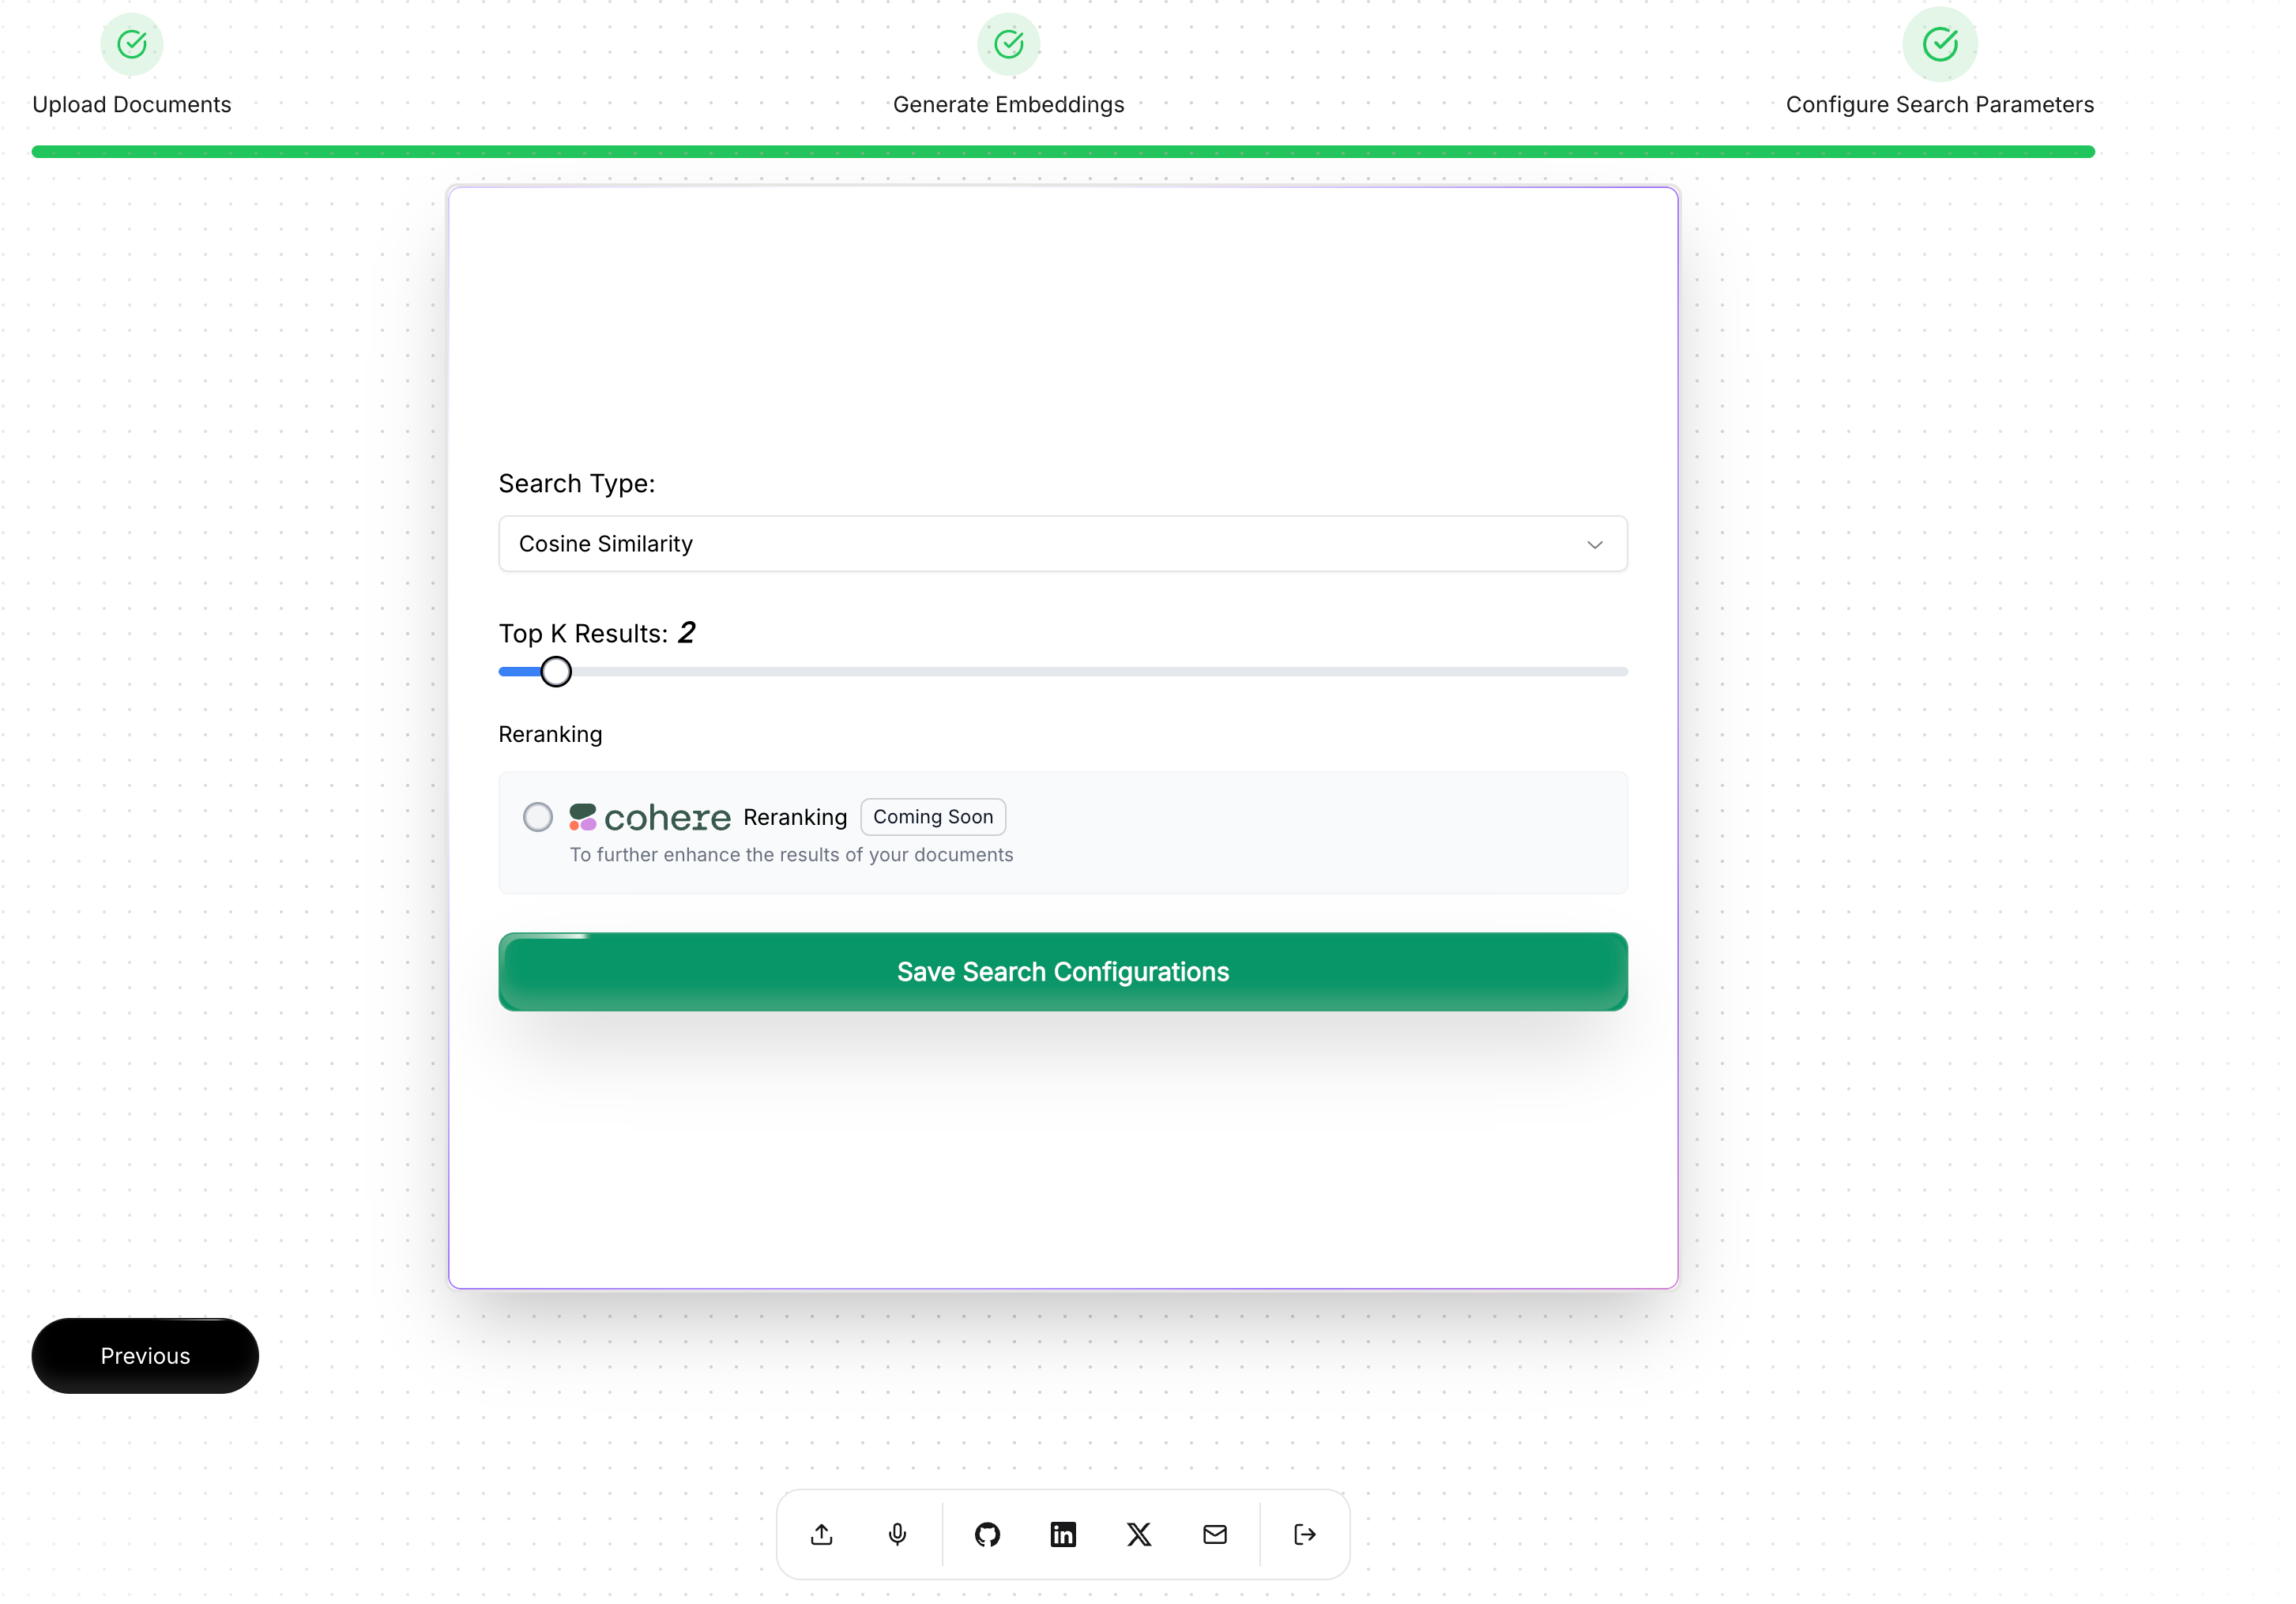 Upload Documents
Generate Embeddings
Configure Search Parameters
Search Type:
Cosine Similarity
Top K Results: 2
Reranking
cohere Reranking Coming Soon
To further enhance the results of your documents
Save Search Configurations
Previous